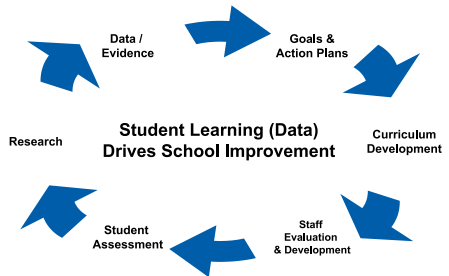 Data /
Evidence
Goals &
Action Plans
Research
Student Learning (Data)
Drives School Improvement
Curriculum
Development
Student
Assessment
Staff
Evaluation
& Development